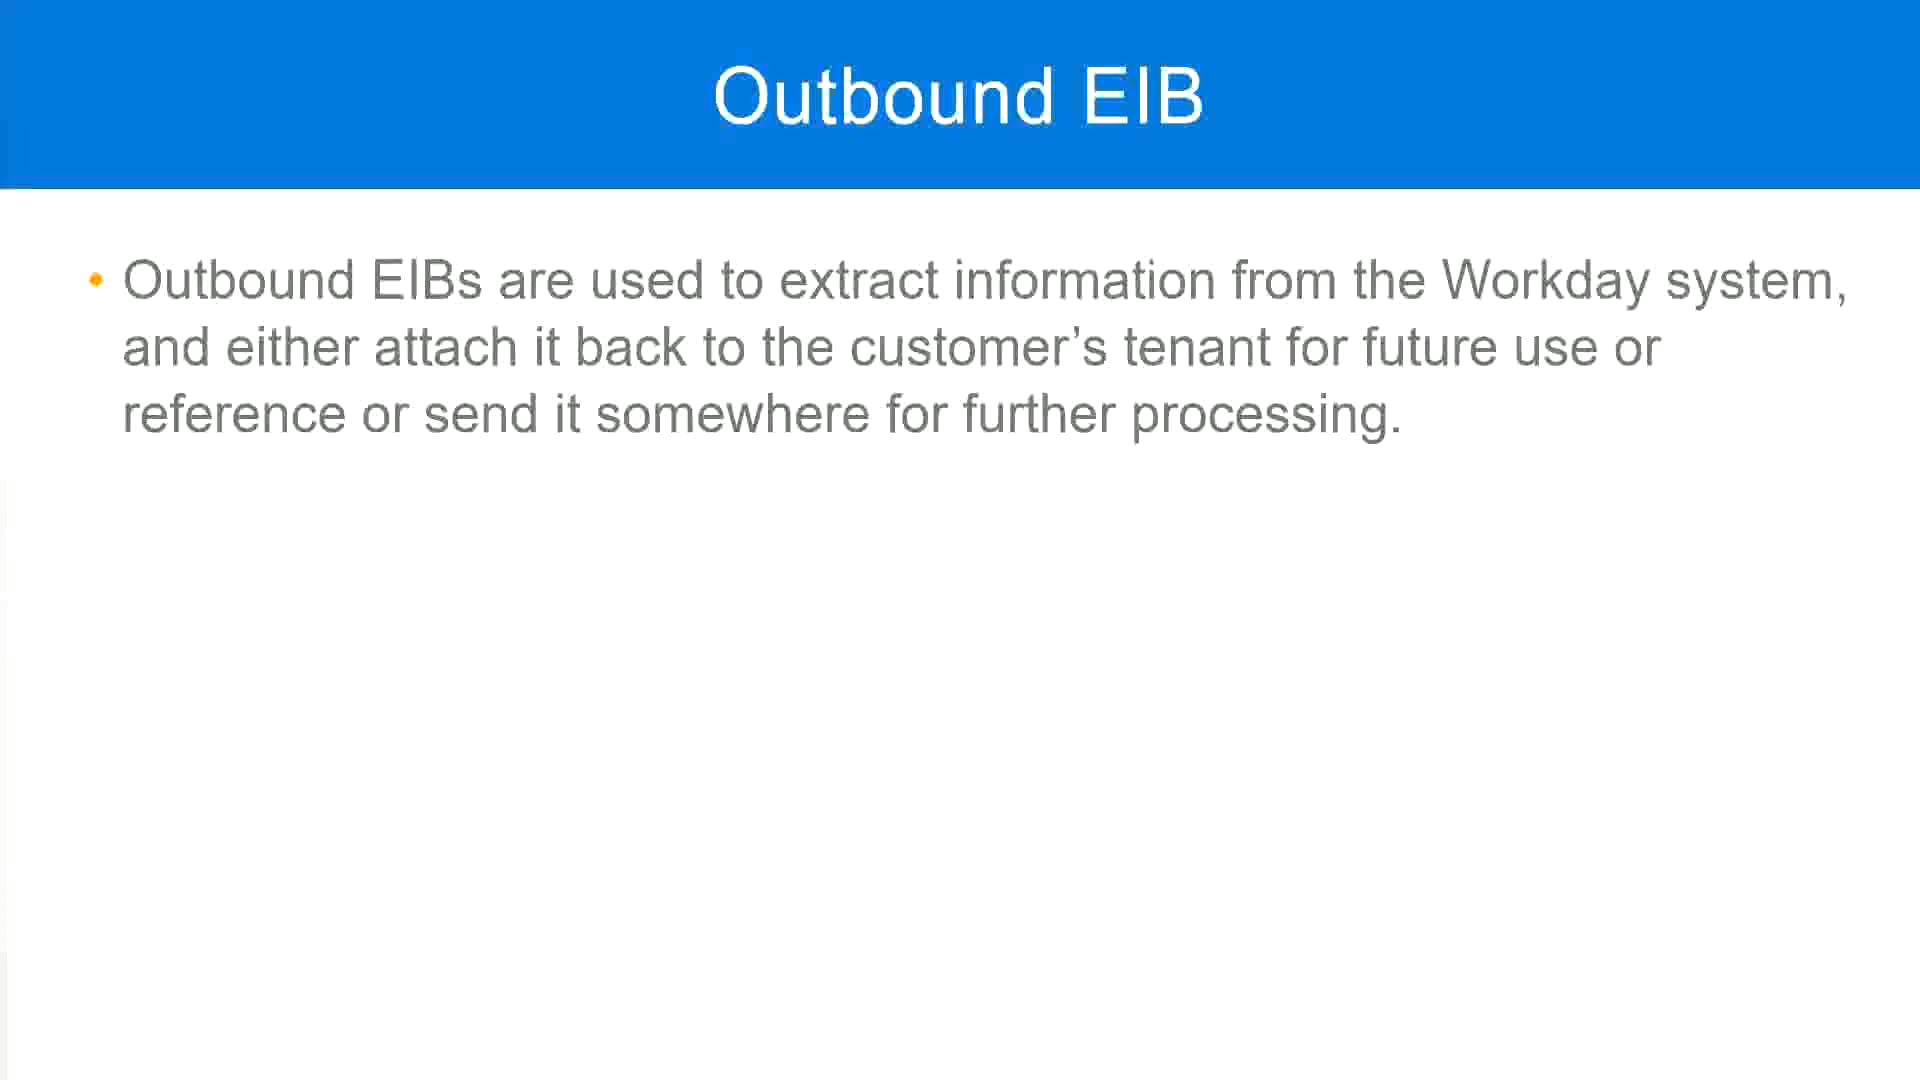 Outbound EIB
• Outbound EIBs are used to extract information from the Workday system,
and either attach it back to the customer’s tenant for future use or
reference or send it somewhere for further processing.